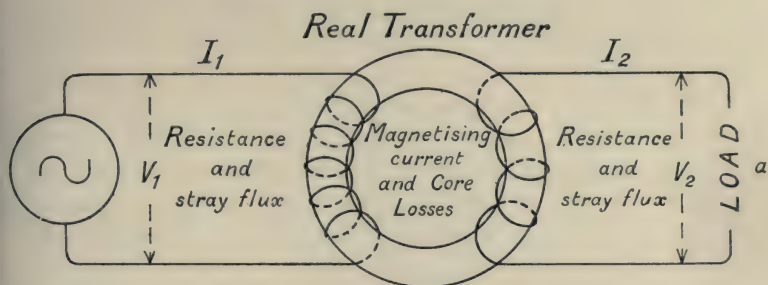 Real Transformer
I1
I2
V1
Resistance
and
stray flux
Magnetising
current
and Core
Losses
Resistance
and
stray flux
V2
LOAD
a